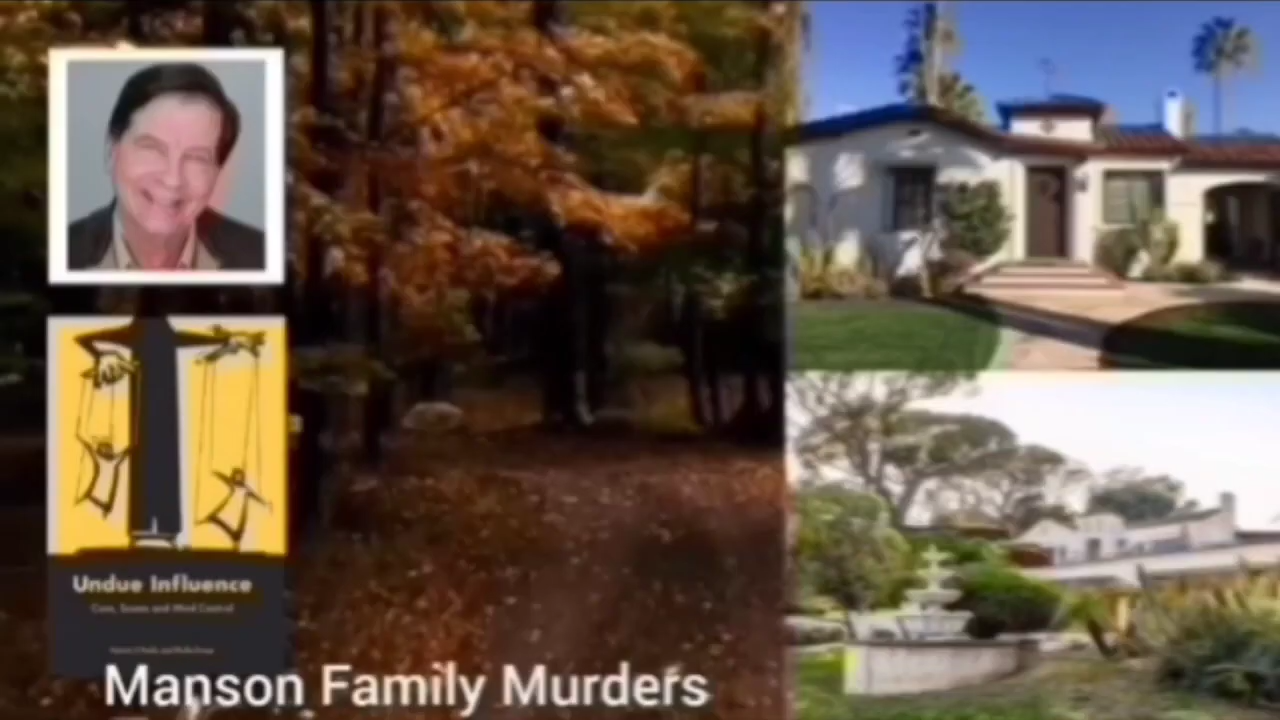 Undue Influence
Cons, Scams and Mind Control
Manson Family Murders